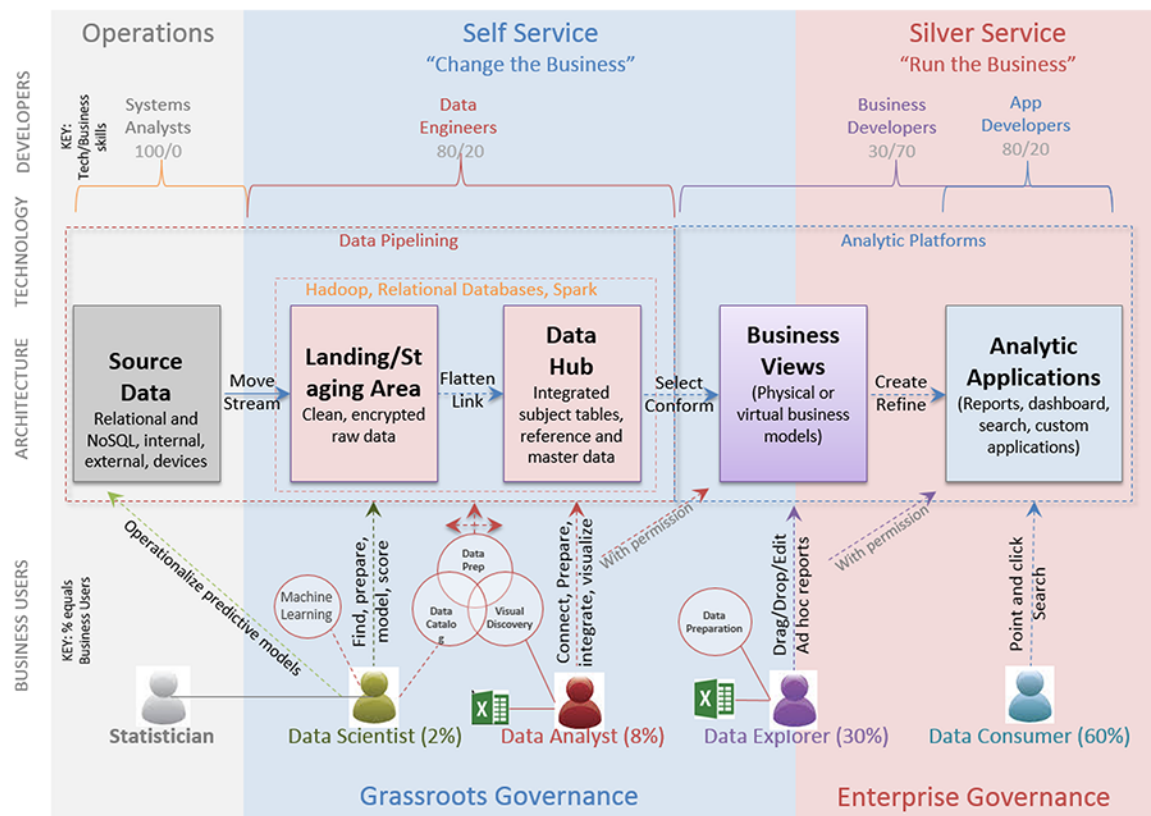 Operations
Self Service
"Change the Business"
Silver Service
"Run the Business"
DEVELOPERS
KEY:
Tech/Business
skills
Systems
Analysts
100/0
Data
Engineers
80/20
Business
Developers
30/70
App
Developers
80/20
TECHNOLOGY
Data Pipelining
Analytic Platforms
Hadoop, Relational Databases, Spark
ARCHITECTURE
Source
Data
Relational and
NoSQL, internal,
external, devices
Move
Stream
Landing/St
aging Area
Clean, encrypted
raw data
Flatten
Link
Data
Hub
Integrated
subject tables,
reference and
master data
Select
Conform
Business
Views
(Physical or
virtual business
models)
Create
Refine
Analytic
Applications
(Reports, dashboard,
search, custom
applications)
BUSINESS USERS
KEY: % equals
Business Users
Operationalize predictive models
Machine
Learning
Find, prepare,
model, score
Data
Prep
Data
Catalo
g
Visual
Discovery
Connect, Prepare,
integrate, visualize
With permission
Data
Preparation
Drag/Drop/Edit
Ad hoc reports
With permission
Point and click
Search
X
X
Statistician
Data Scientist (2%)
Data Analyst (8%)
Data Explorer (30%)
Data Consumer (60%)
Grassroots Governance
Enterprise Governance